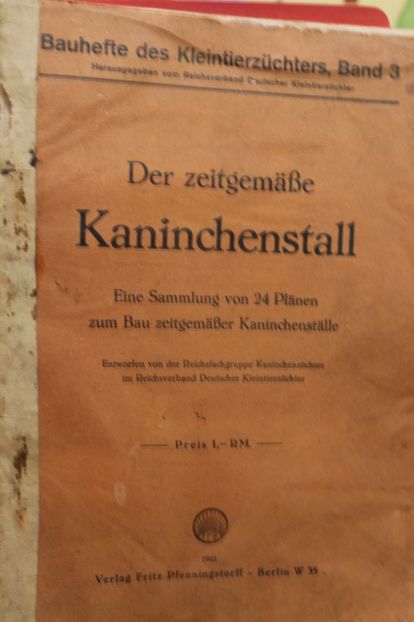 Bauhefte des Kleintierzüchters, Band 3
Herausgegeben vom Reichsverband Deutscher Kleintierzüchter
Der zeitgemäße
Kaninchenstall
Eine Sammlung von 24 Plänen
zum Bau zeitgemäßer Kaninchenställe
Entworfen von der Reichsfachgruppe Kaninchenzüchter
im Reichsverband Deutscher Kleintierzüchter
Preis 1,– RM.
Verlag Fritz Pfenningstorff - Berlin W 35